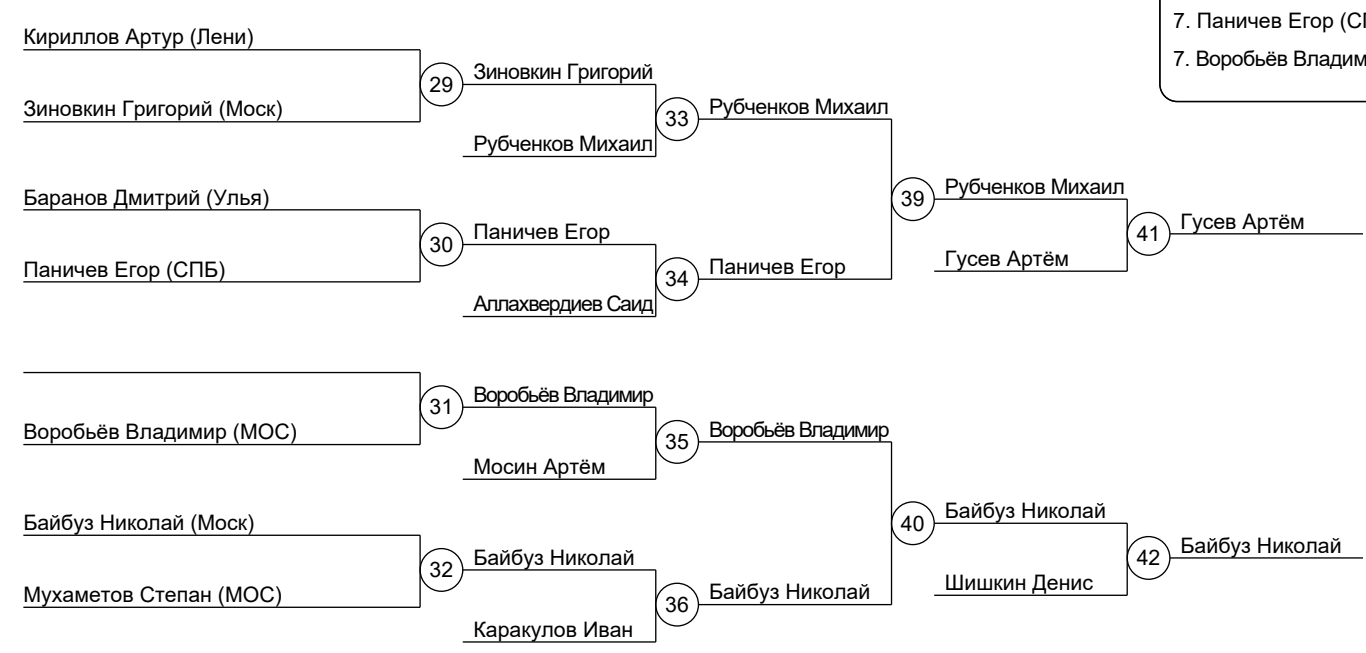 7. Паничев Егор (СП
7. Воробьёв Владим
Кириллов Артур (Лени)
29
Зиновкин Григорий
Зиновкин Григорий (Моск)
33
Рубченков Михаил
Рубченков Михаил
Баранов Дмитрий (Улья)
39
Рубченков Михаил
30
Паничев Егор
41
Гусев Артём
Паничев Егор (СПБ)
34
Паничев Егор
Гусев Артём
Аллахвердиев Саид
31
Воробьёв Владимир
Воробьёв Владимир (МОС)
35
Воробьёв Владимир
Мосин Артём
Байбуз Николай (Моск)
40
Байбуз Николай
32
Байбуз Николай
42
Байбуз Николай
Мухаметов Степан (МОС)
36
Байбуз Николай
Шишкин Денис
Каракулов Иван